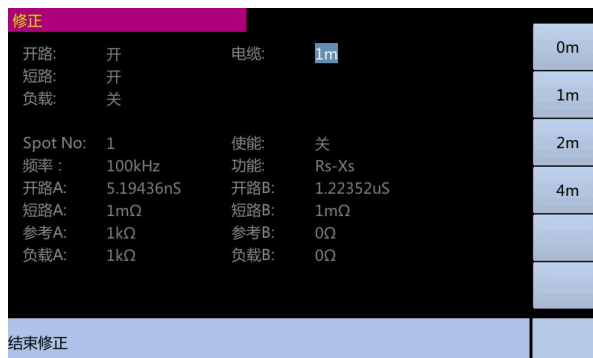 修正
开路: 开 电缆: 1m
短路: 开
负载: 关
Spot No: 1 使能: 关
频率 : 100kHz 功能: Rs-Xs
开路A: 5.19436nS 开路B: 1.22352uS
短路A: 1mΩ 短路B: 1mΩ
参考A: 1kΩ 参考B: 0Ω
负载A: 1kΩ 负载B: 0Ω
0m
1m
2m
4m
结束修正